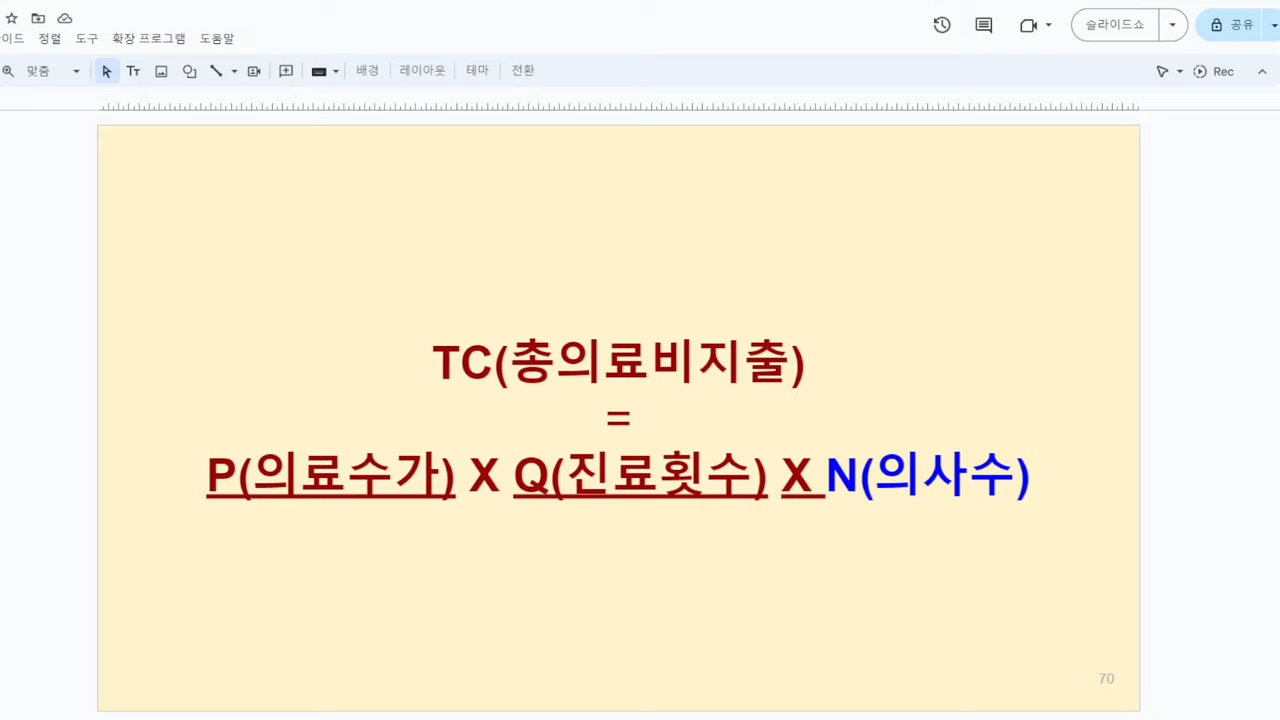 슬라이드쇼
공유
이드 정렬 도구 확장 프로그램 도움말
맞춤 Tт 배경 레이아웃 테마 전환 Rec
TC(총의료비지출)
=
P(의료수가) X Q(진료횟수) X N(의사수)
70